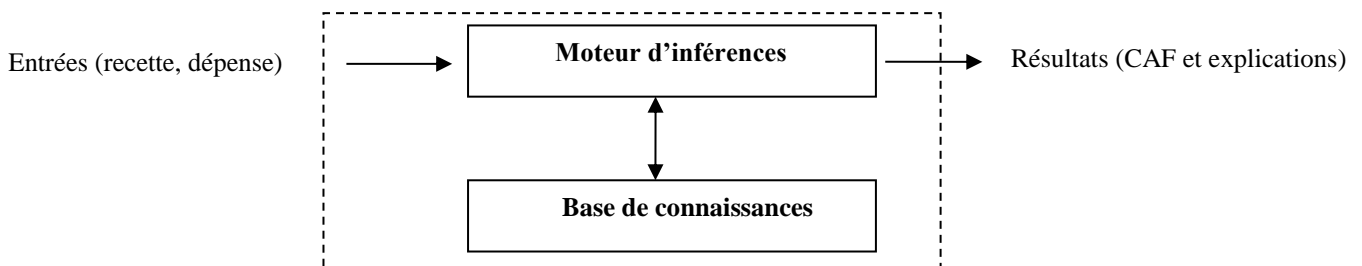 Moteur d’inférences
Entrées (recette, dépense)
Résultats (CAF et explications)
Base de connaissances